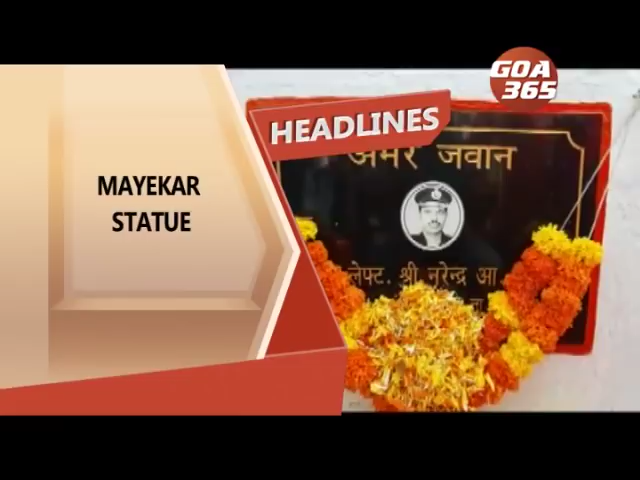 GOA
365
HEADLINES
MAYEKAR
STATUE
अमर जवान
लेफ्ट. श्री नरेन्द्र आ.